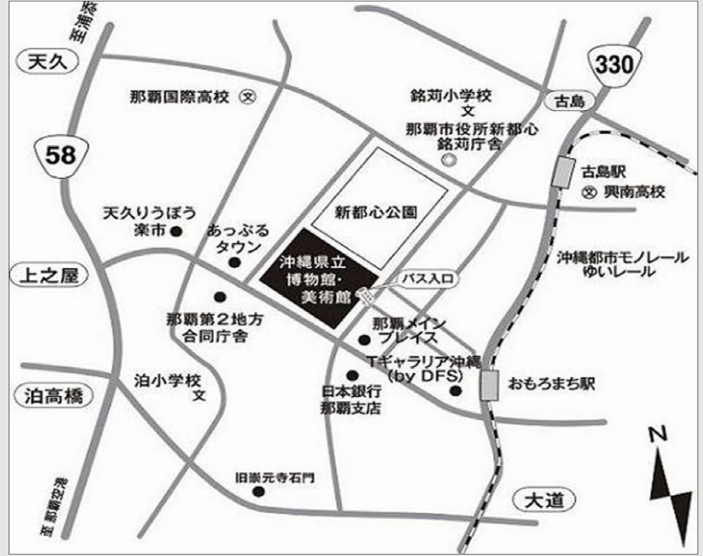 至浦添
天久
330
那覇国際高校 文
銘苅小学校
文
古島
那覇市役所新都心
銘苅庁舎
58
古島駅
文 興南高校
新都心公園
天久りうぼう
楽市
あっぷる
タウン
沖縄都市モノレール
ゆいレール
沖縄県立
博物館・
美術館
バス入口
上之屋
那覇第2地方
合同庁舎
那覇メイン
プレイス
Tギャラリア沖縄
(by DFS)
泊高橋
泊小学校
文
日本銀行
那覇支店
おもろまち駅
N
旧崇元寺石門
至 那覇空港
大道